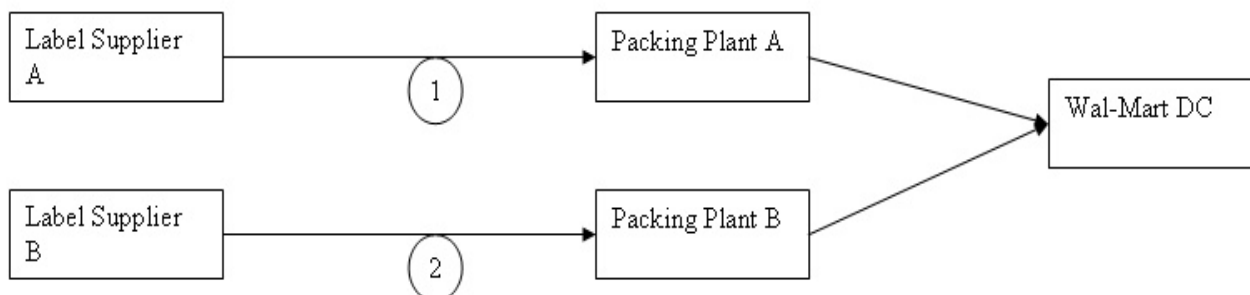 Label Supplier
A
1
Packing Plant A
Wal-Mart DC
Label Supplier
B
2
Packing Plant B